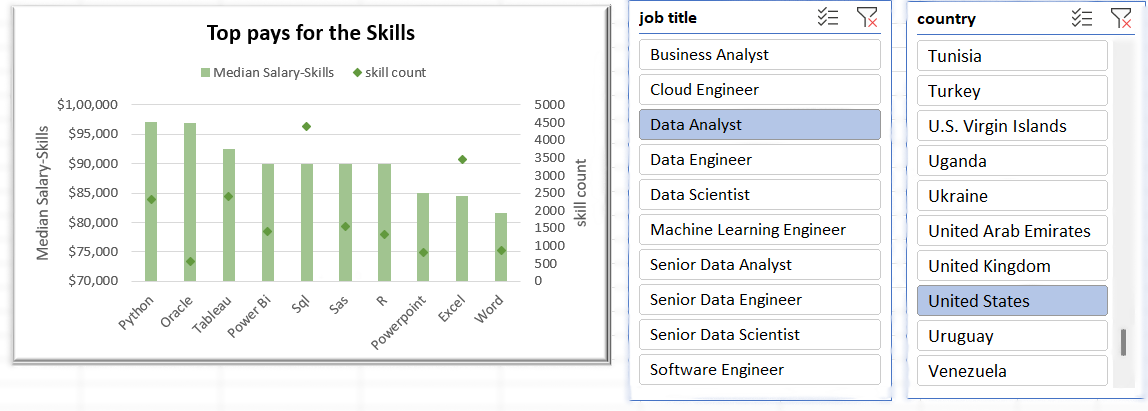 Top pays for the Skills
Median Salary-Skills
skill count
$1,00,000
$95,000
$90,000
$85,000
$80,000
$75,000
$70,000
Median Salary-Skills
5000
4500
4000
3500
3000
2500
2000
1500
1000
500
0
skill count
Python
Oracle
Tableau
Power Bi
Sql
Sas
R
Powerpoint
Excel
Word
job title
Business Analyst
Cloud Engineer
Data Analyst
Data Engineer
Data Scientist
Machine Learning Engineer
Senior Data Analyst
Senior Data Engineer
Senior Data Scientist
Software Engineer
country
Tunisia
Turkey
U.S. Virgin Islands
Uganda
Ukraine
United Arab Emirates
United Kingdom
United States
Uruguay
Venezuela